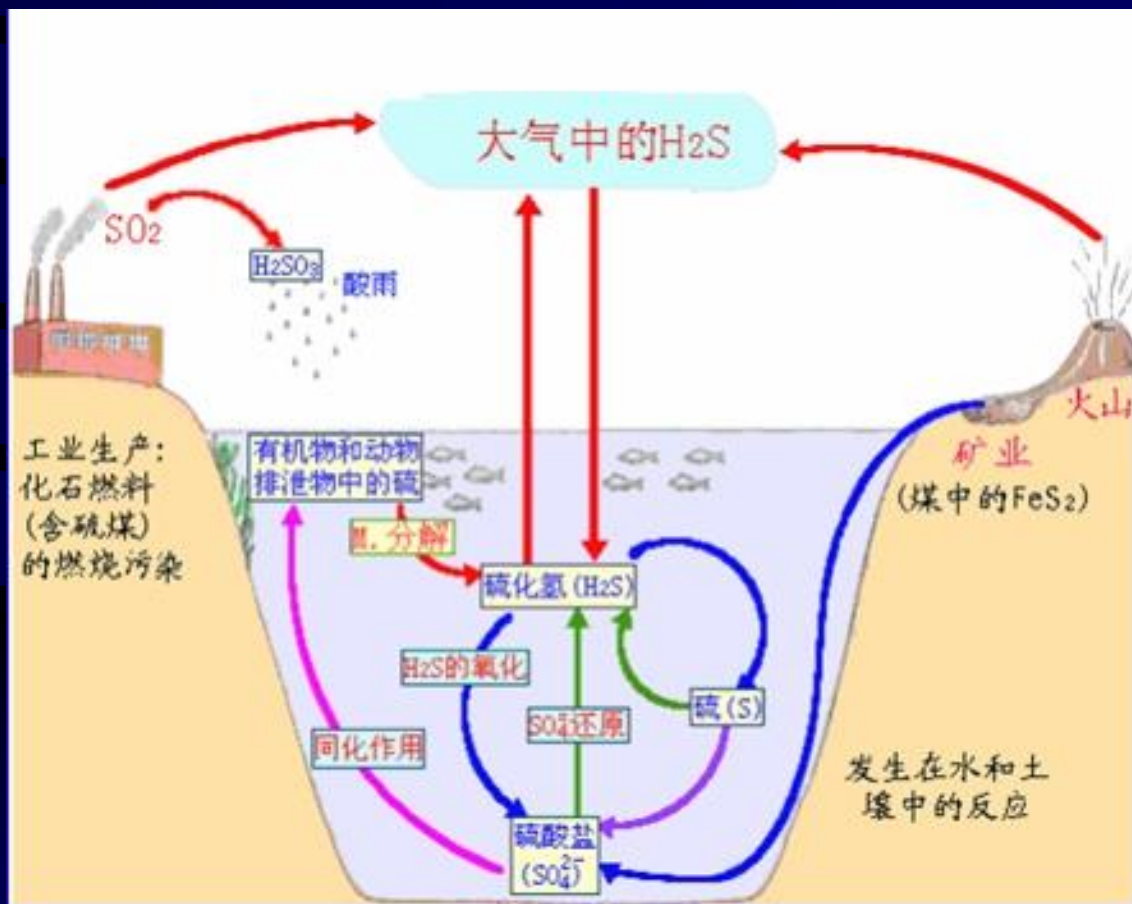 大气中的H2S
SO2
H2SO3
酸雨
火山
矿业
(煤中的FeS2)
工业生产:
化石燃料
(含硫煤)
的燃烧污染
有机物和动物
排泄物中的硫
M.分解
硫化氢(H2S)
H2S的氧化
SO4²⁻还原
硫(S)
同化作用
发生在水和土
壤中的反应
硫酸盐
(SO4²⁻)